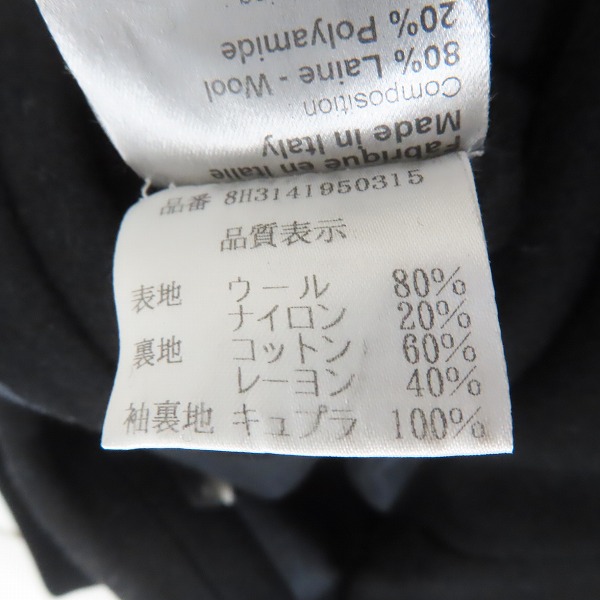 Fabriqué en Italie
Made in Italy
Composition
80% Laine - Wool
20% Polyamide
品番 8H3141950315
品質表示
表地 ウール 80%
ナイロン 20%
裏地 コットン 60%
レーヨン 40%
袖裏地 キュプラ 100%